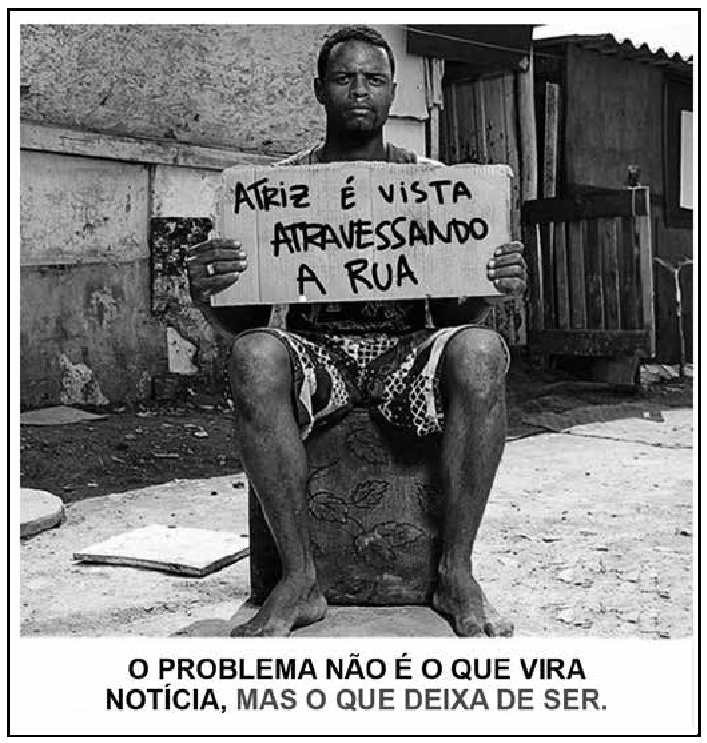 ATRIZ É VISTA
ATRAVESSANDO
A RUA
O PROBLEMA NÃO É O QUE VIRA
NOTÍCIA, MAS O QUE DEIXA DE SER.